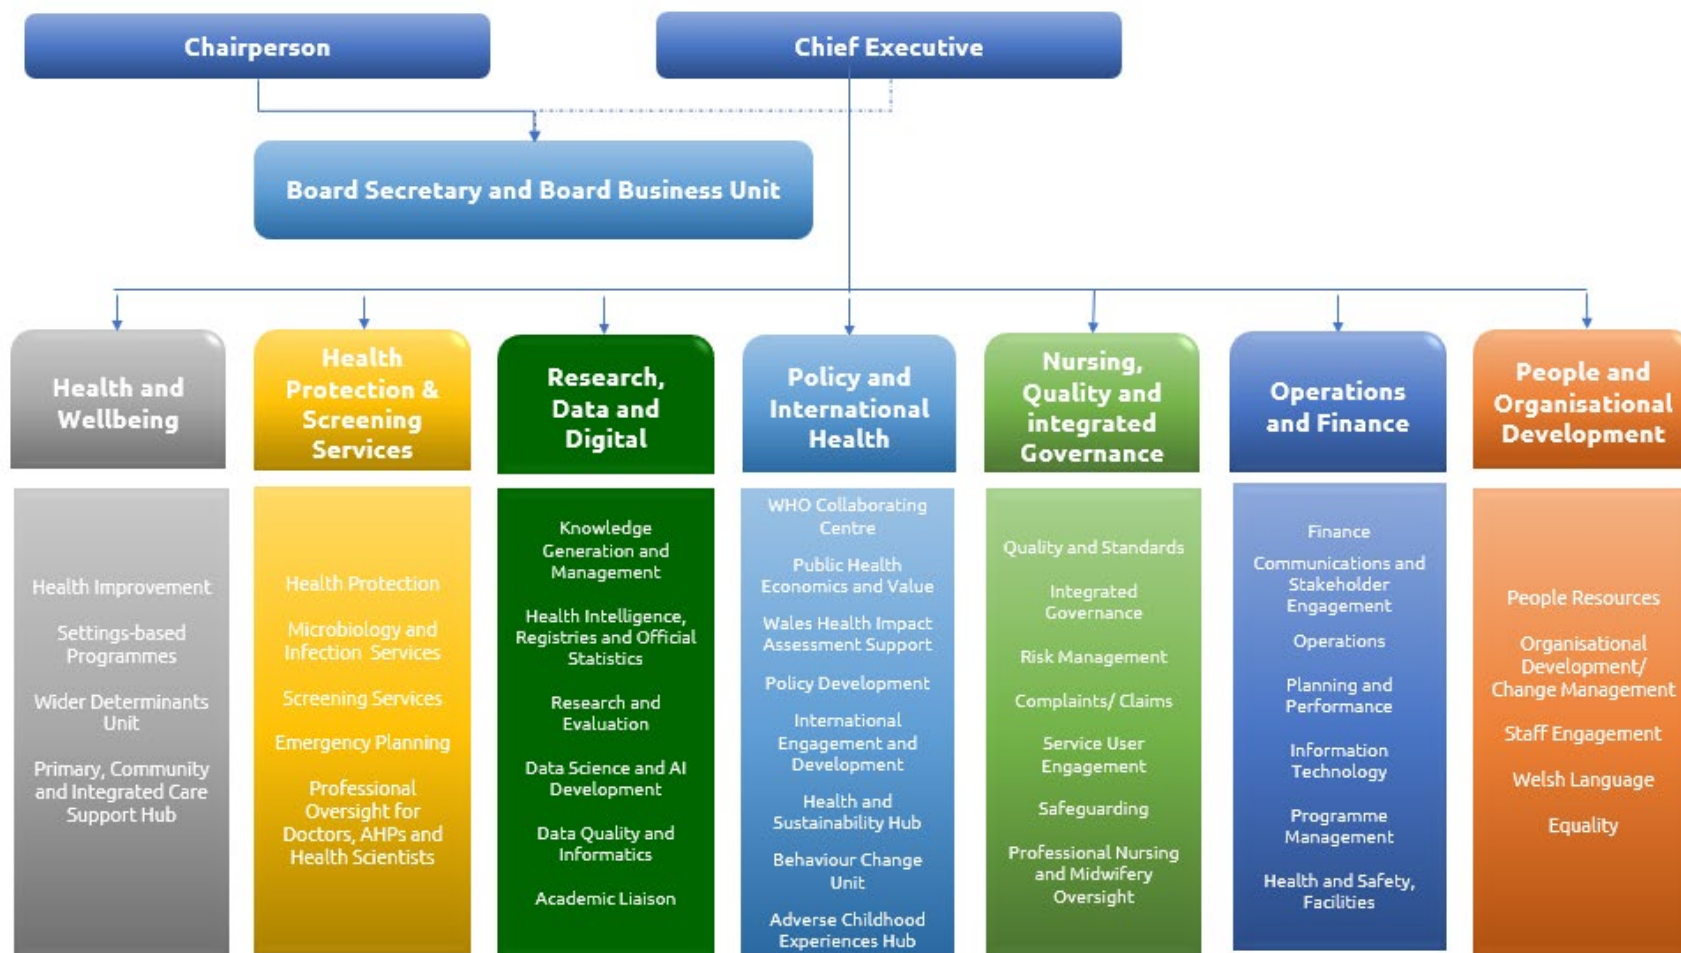 Chairperson
Chief Executive
Board Secretary and Board Business Unit
Health and
Wellbeing
Health
Protection &
Screening
Services
Research,
Data and
Digital
Policy and
International
Health
Nursing,
Quality and
integrated
Governance
Operations
and Finance
People and
Organisational
Development
Health Improvement
Settings-based
Programmes
Wider Determinants
Unit
Primary, Community
and Integrated Care
Support Hub
Health Protection
Microbiology and
Infection Services
Screening Services
Emergency Planning
Professional
Oversight for
Doctors, AHPs and
Health Scientists
Knowledge
Generation and
Management
Health Intelligence,
Registries and Official
Statistics
Research and
Evaluation
Data Science and AI
Development
Data Quality and
Informatics
Academic Liaison
WHO Collaborating
Centre
Public Health
Economics and Value
Wales Health Impact
Assessment Support
Policy Development
International
Engagement and
Development
Health and
Sustainability Hub
Behaviour Change
Unit
Adverse Childhood
Experiences Hub
Quality and Standards
Integrated
Governance
Risk Management
Complaints/ Claims
Service User
Engagement
Safeguarding
Professional Nursing
and Midwifery
Oversight
Finance
Communications and
Stakeholder
Engagement
Operations
Planning and
Performance
Information
Technology
Programme
Management
Health and Safety,
Facilities
People Resources
Organisational
Development/
Change Management
Staff Engagement
Welsh Language
Equality